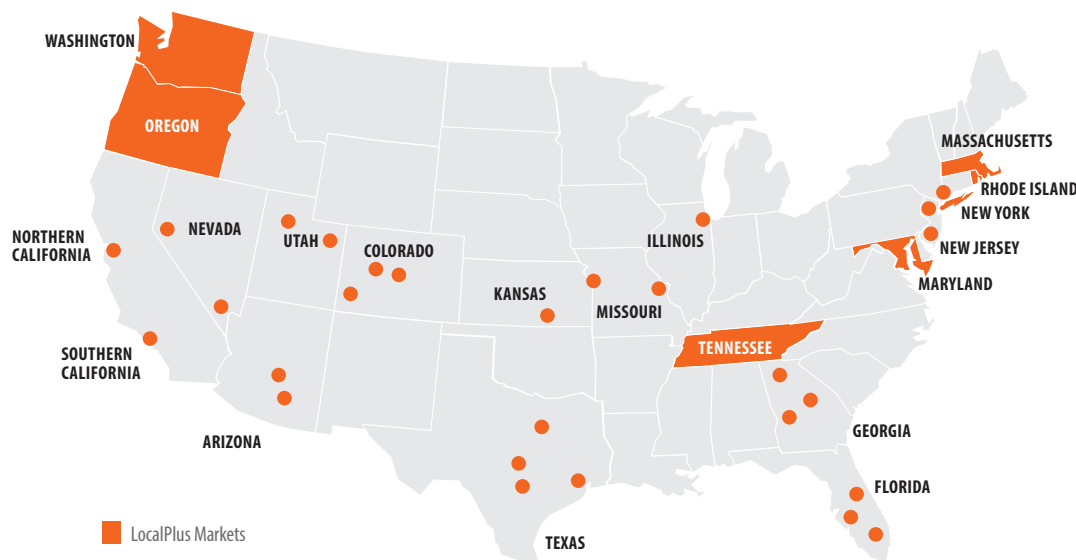 WASHINGTON
OREGON
MASSACHUSETTS
RHODE ISLAND
NEW YORK
NEW JERSEY
MARYLAND
NORTHERN
CALIFORNIA
NEVADA
UTAH
COLORADO
ILLINOIS
KANSAS
MISSOURI
SOUTHERN
CALIFORNIA
TENNESSEE
ARIZONA
GEORGIA
FLORIDA
TEXAS
LocalPlus Markets